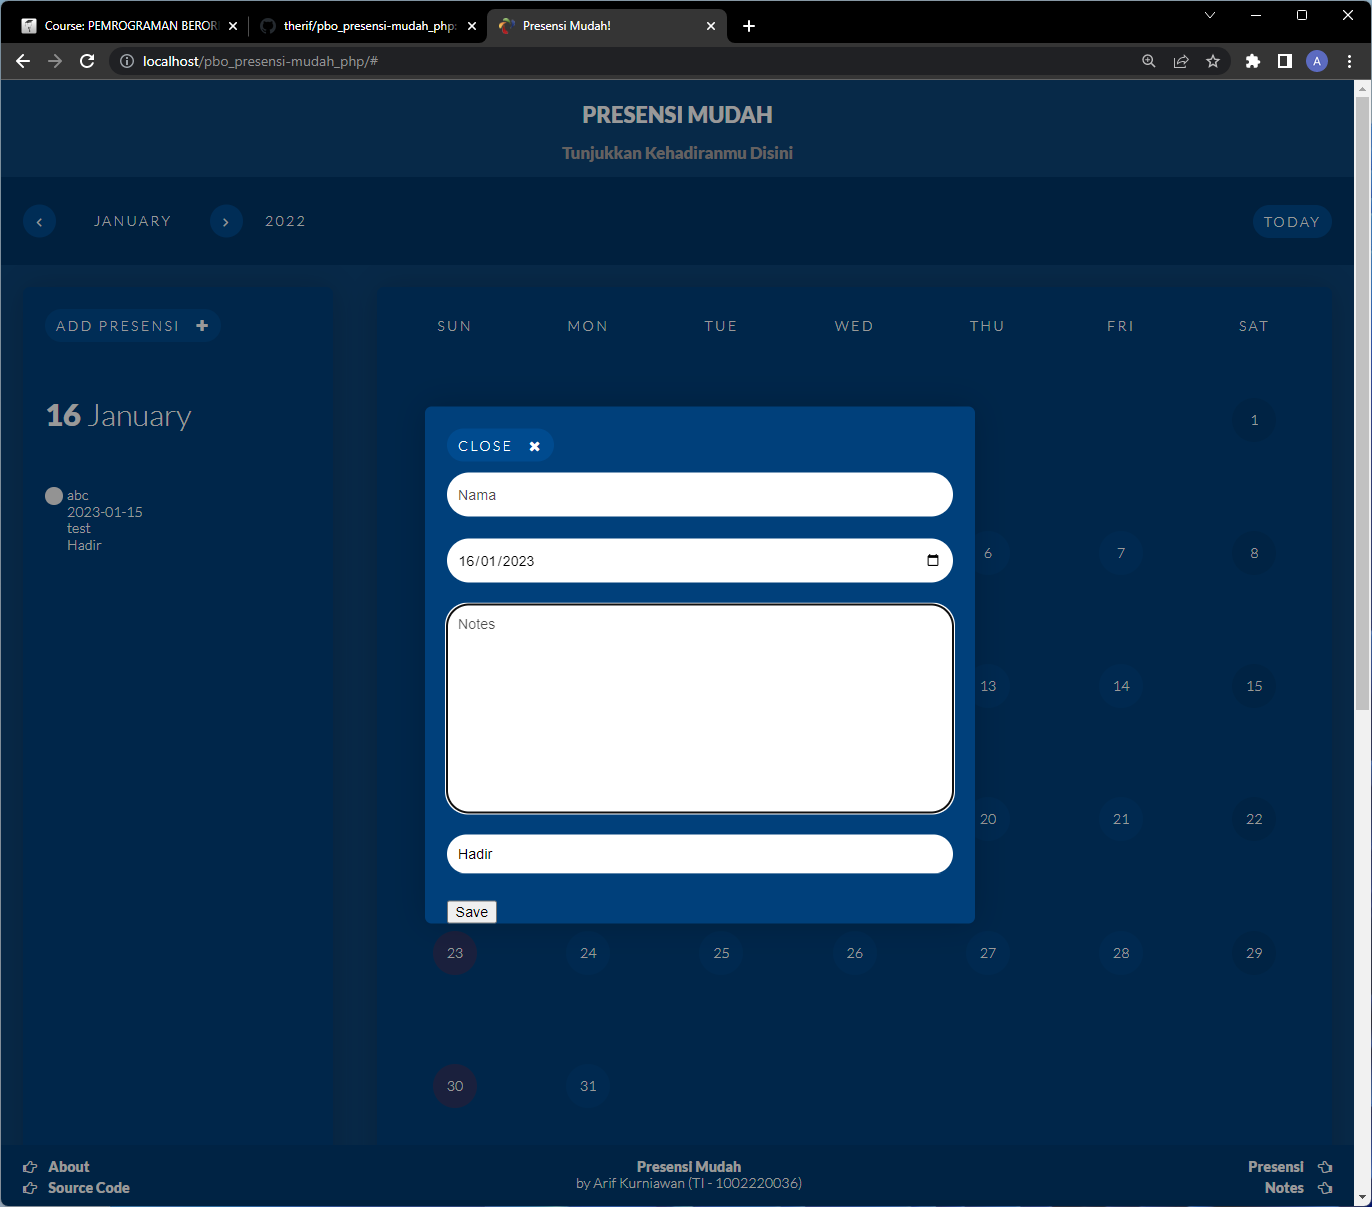 Course: PEMROGRAMAN BEROR
therif/pbo_presensi-mudah_php:
Presensi Mudah!
localhost/pbo_presensi-mudah_php/#
A
PRESENSI MUDAH
Tunjukkan Kehadiranmu Disini
JANUARY
2022
TODAY
ADD PRESENSI
16 January
abc
2023-01-15
test
Hadir
SUN MON TUE WED THU FRI SAT
1
6 7 8
13 14 15
20 21 22
23 24 25 26 27 28 29
30 31
CLOSE
Nama
16/01/2023
Notes
Hadir
Save
About
Source Code
Presensi Mudah
by Arif Kurniawan (TI - 1002220036)
Presensi
Notes